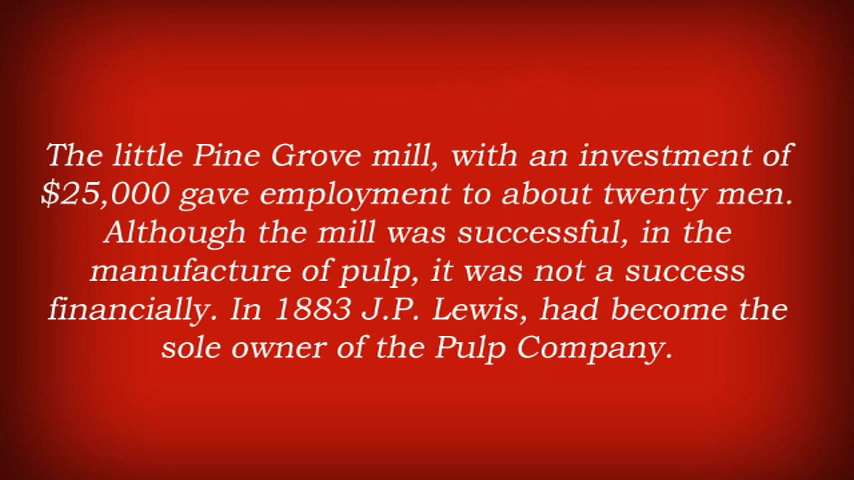 The little Pine Grove mill, with an investment of
$25,000 gave employment to about twenty men.
Although the mill was successful, in the
manufacture of pulp, it was not a success
financially. In 1883 J.P. Lewis, had become the
sole owner of the Pulp Company.